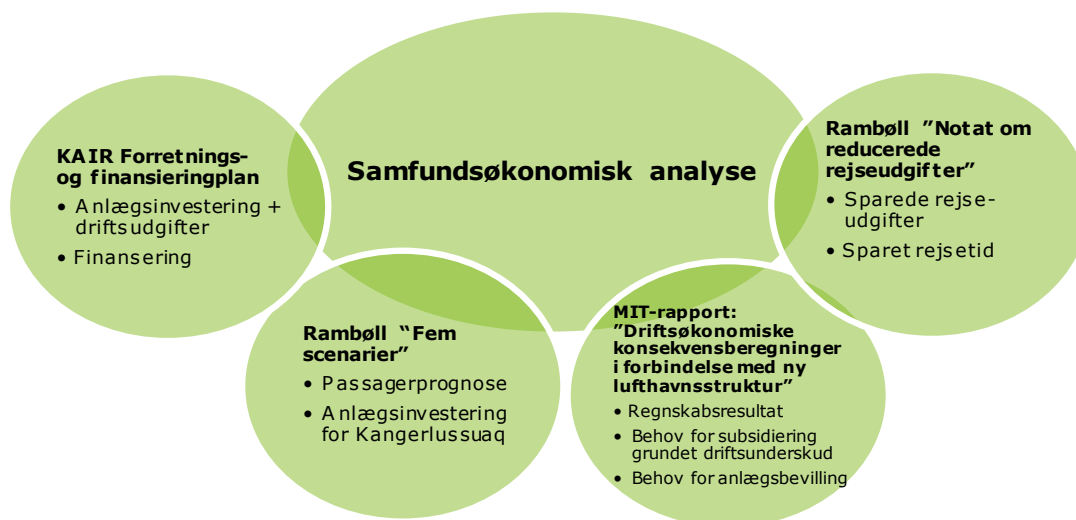 Samfundsøkonomisk analyse
KAIR Forretnings-
og finansieringplan
• Anlægsinvestering +
driftsudgifter
• Finansering
Rambøll “Fem
scenarier”
• Passagerprognose
• Anlægsinvestering
for Kangerlussuaq
MIT-rapport:
”Driftsøkonomiske
konsekvensberegninger
i forbindelse med ny
lufthavnsstruktur”
• Regnskabsresultat
• Behov for subsidiering
grundet driftsunderskud
• Behov for anlægsbevilling
Rambøll ”Notat om
reducerede
rejseudgifter”
• Sparede rejse-
udgifter
• Sparet rejsetid